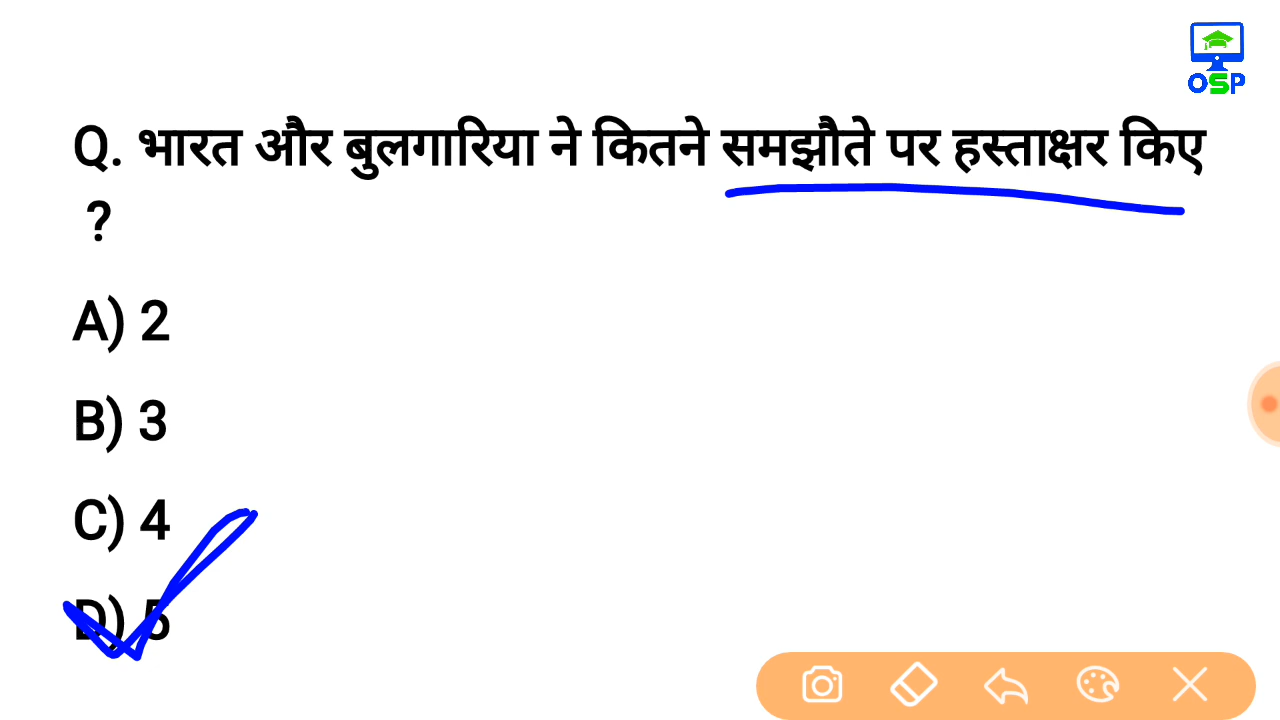 OSP
Q. भारत और बुलगारिया ने कितने समझौते पर हस्ताक्षर किए
?
A) 2
B) 3
C) 4
D) 5